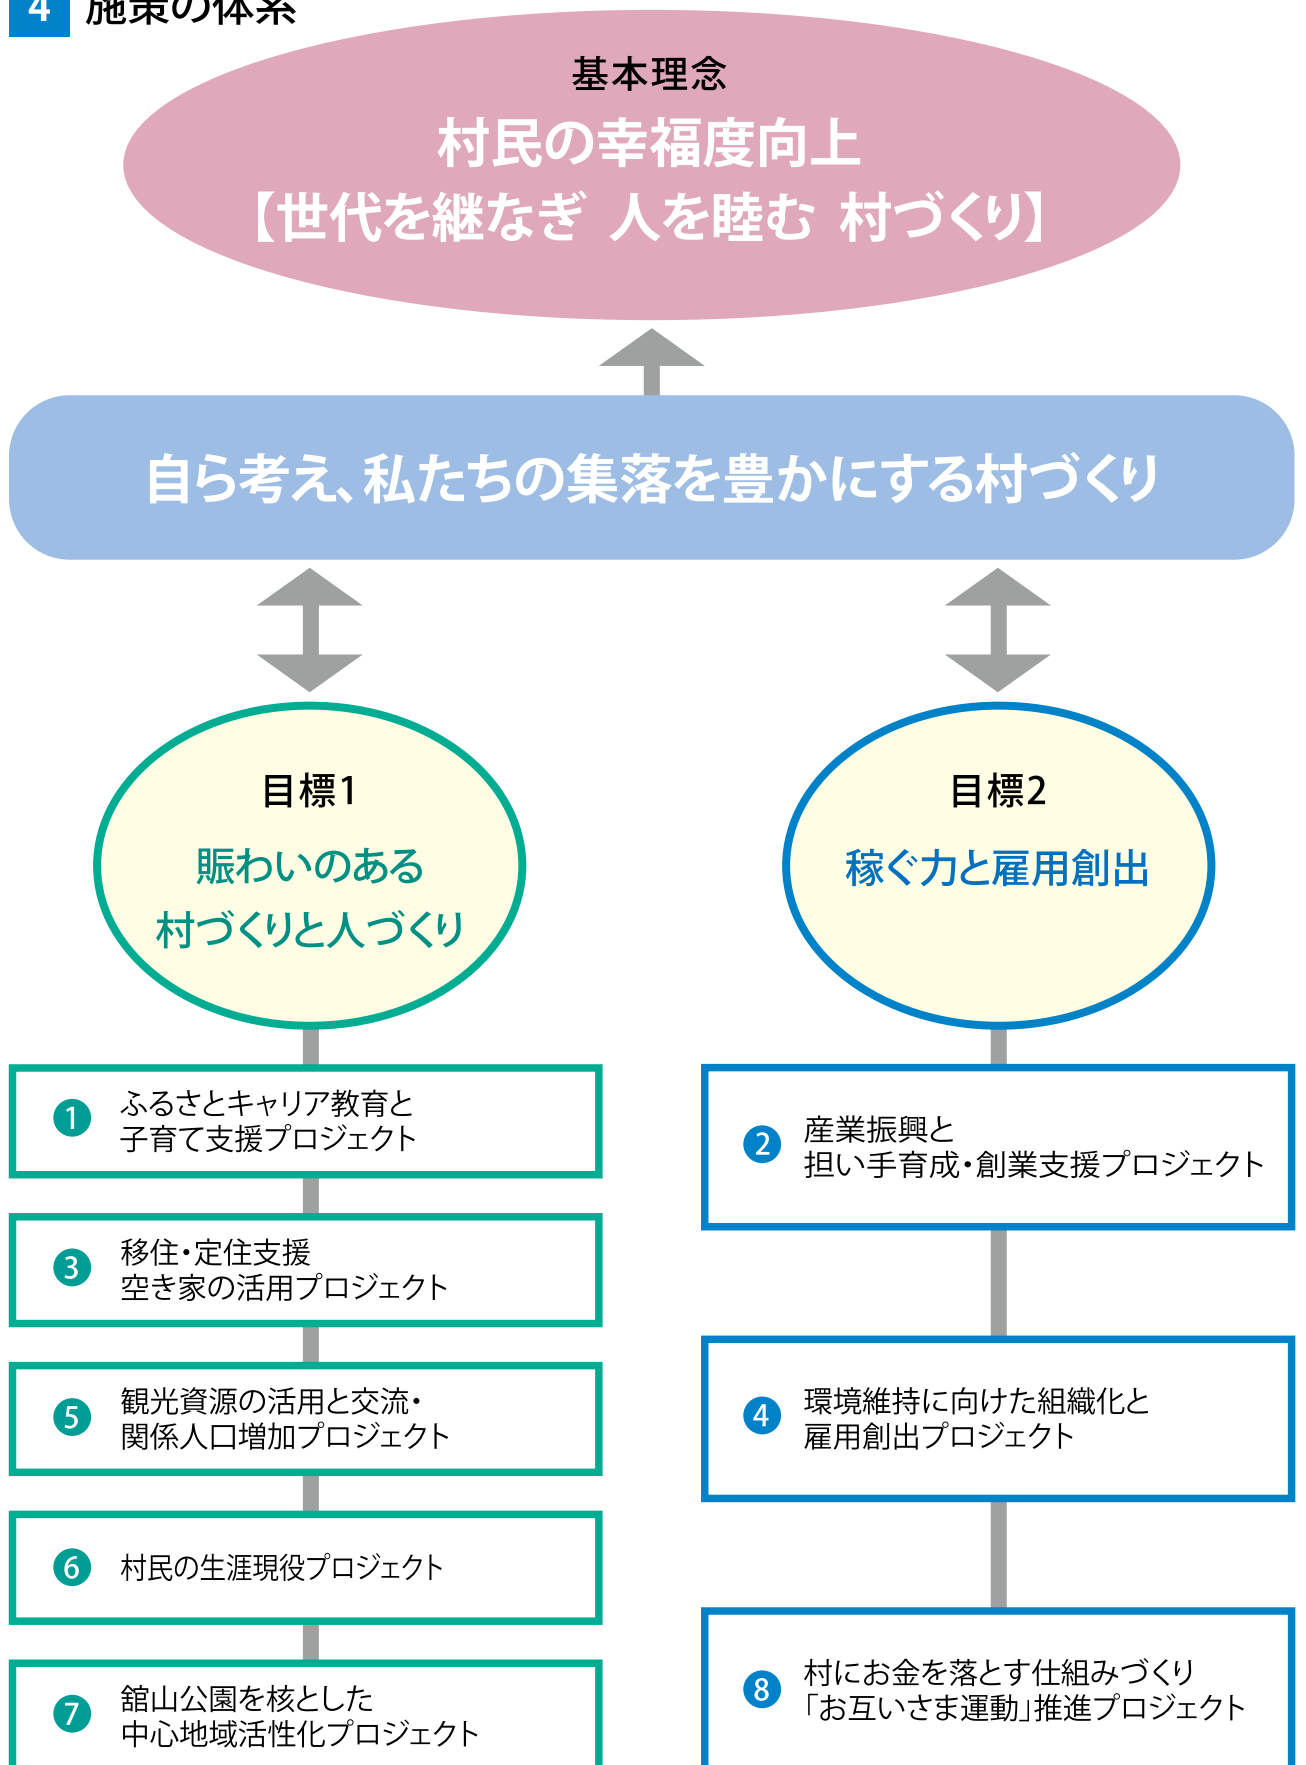 4 施策の体系
基本理念
村民の幸福度向上
【世代を継なぎ 人を睦む 村づくり】
自ら考え、私たちの集落を豊かにする村づくり
目標1
賑わいのある
村づくりと人づくり
目標2
稼ぐ力と雇用創出
1 ふるさとキャリア教育と
子育て支援プロジェクト
3 移住・定住支援
空き家の活用プロジェクト
5 観光資源の活用と交流・
関係人口増加プロジェクト
6 村民の生涯現役プロジェクト
7 舘山公園を核とした
中心地域活性化プロジェクト
2 産業振興と
担い手育成・創業支援プロジェクト
4 環境維持に向けた組織化と
雇用創出プロジェクト
8 村にお金を落とす仕組みづくり
「お互いさま運動」推進プロジェクト